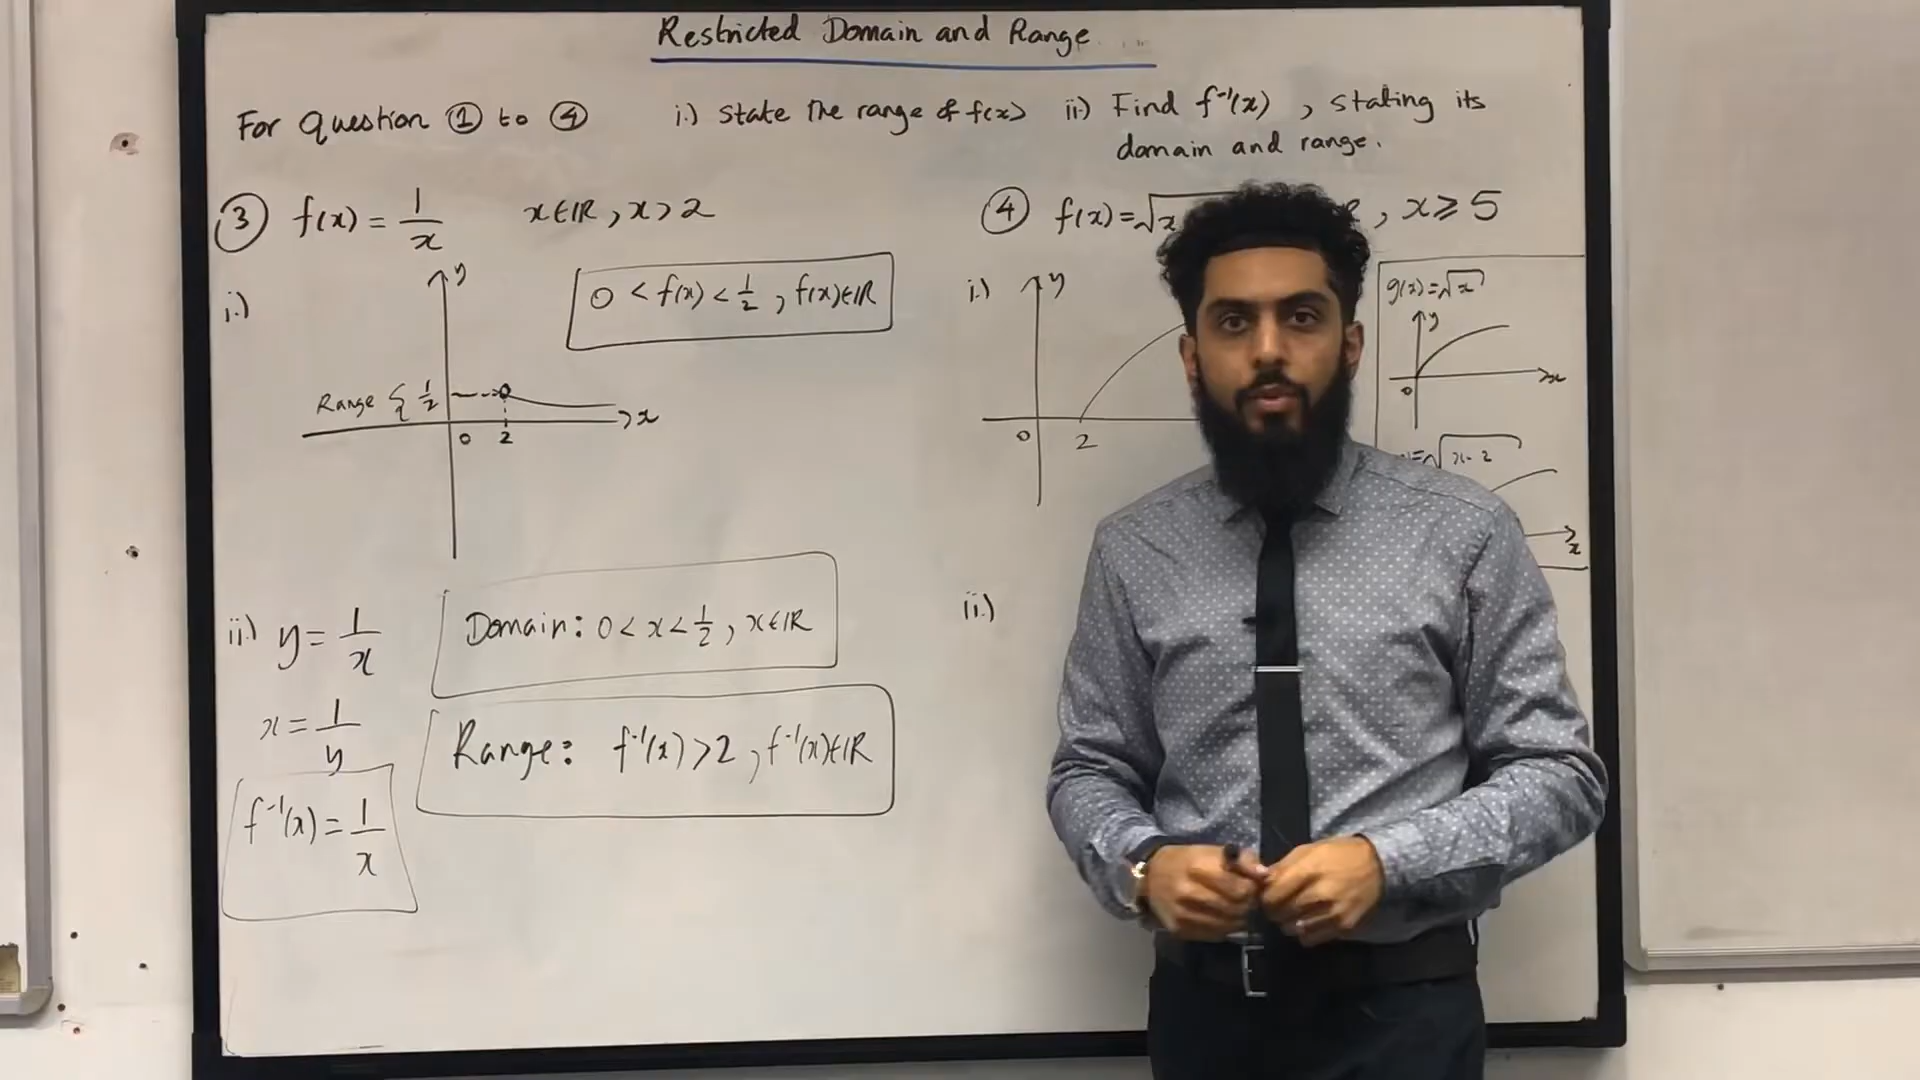 Restricted Domain and Range
For Question ① to ④ i.) State the range of f(x) ii.) Find f⁻¹(x) , stating its
domain and range.
③ f(x) = 1/x x∈ℝ, x>2
i.)
y
0 < f(x) < 1/2 , f(x)∈ℝ
Range { 1/2
x
0 2
ii.) y = 1/x
Domain: 0 < x < 1/2 , x∈ℝ
x = 1/y
Range: f⁻¹(x) > 2 , f⁻¹(x)∈ℝ
f⁻¹(x) = 1/x
④ f(x) = √x , x ⩾ 5
i.)
y
0 2
g(x) = √x
y
x
0
= √x-2
x
ii.)